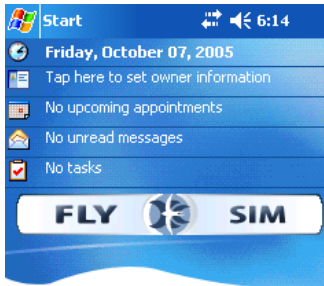 Start 6:14
Friday, October 07, 2005
Tap here to set owner information
No upcoming appointments
No unread messages
No tasks
FLY SIM